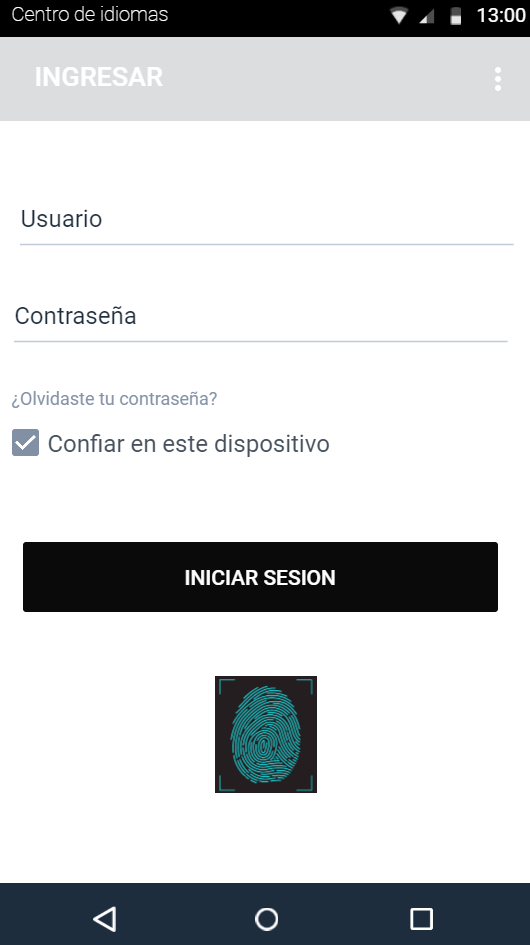 Centro de idiomas 13:00
INGRESAR
Usuario
Contraseña
¿Olvidaste tu contraseña?
Confiar en este dispositivo
INICIAR SESION